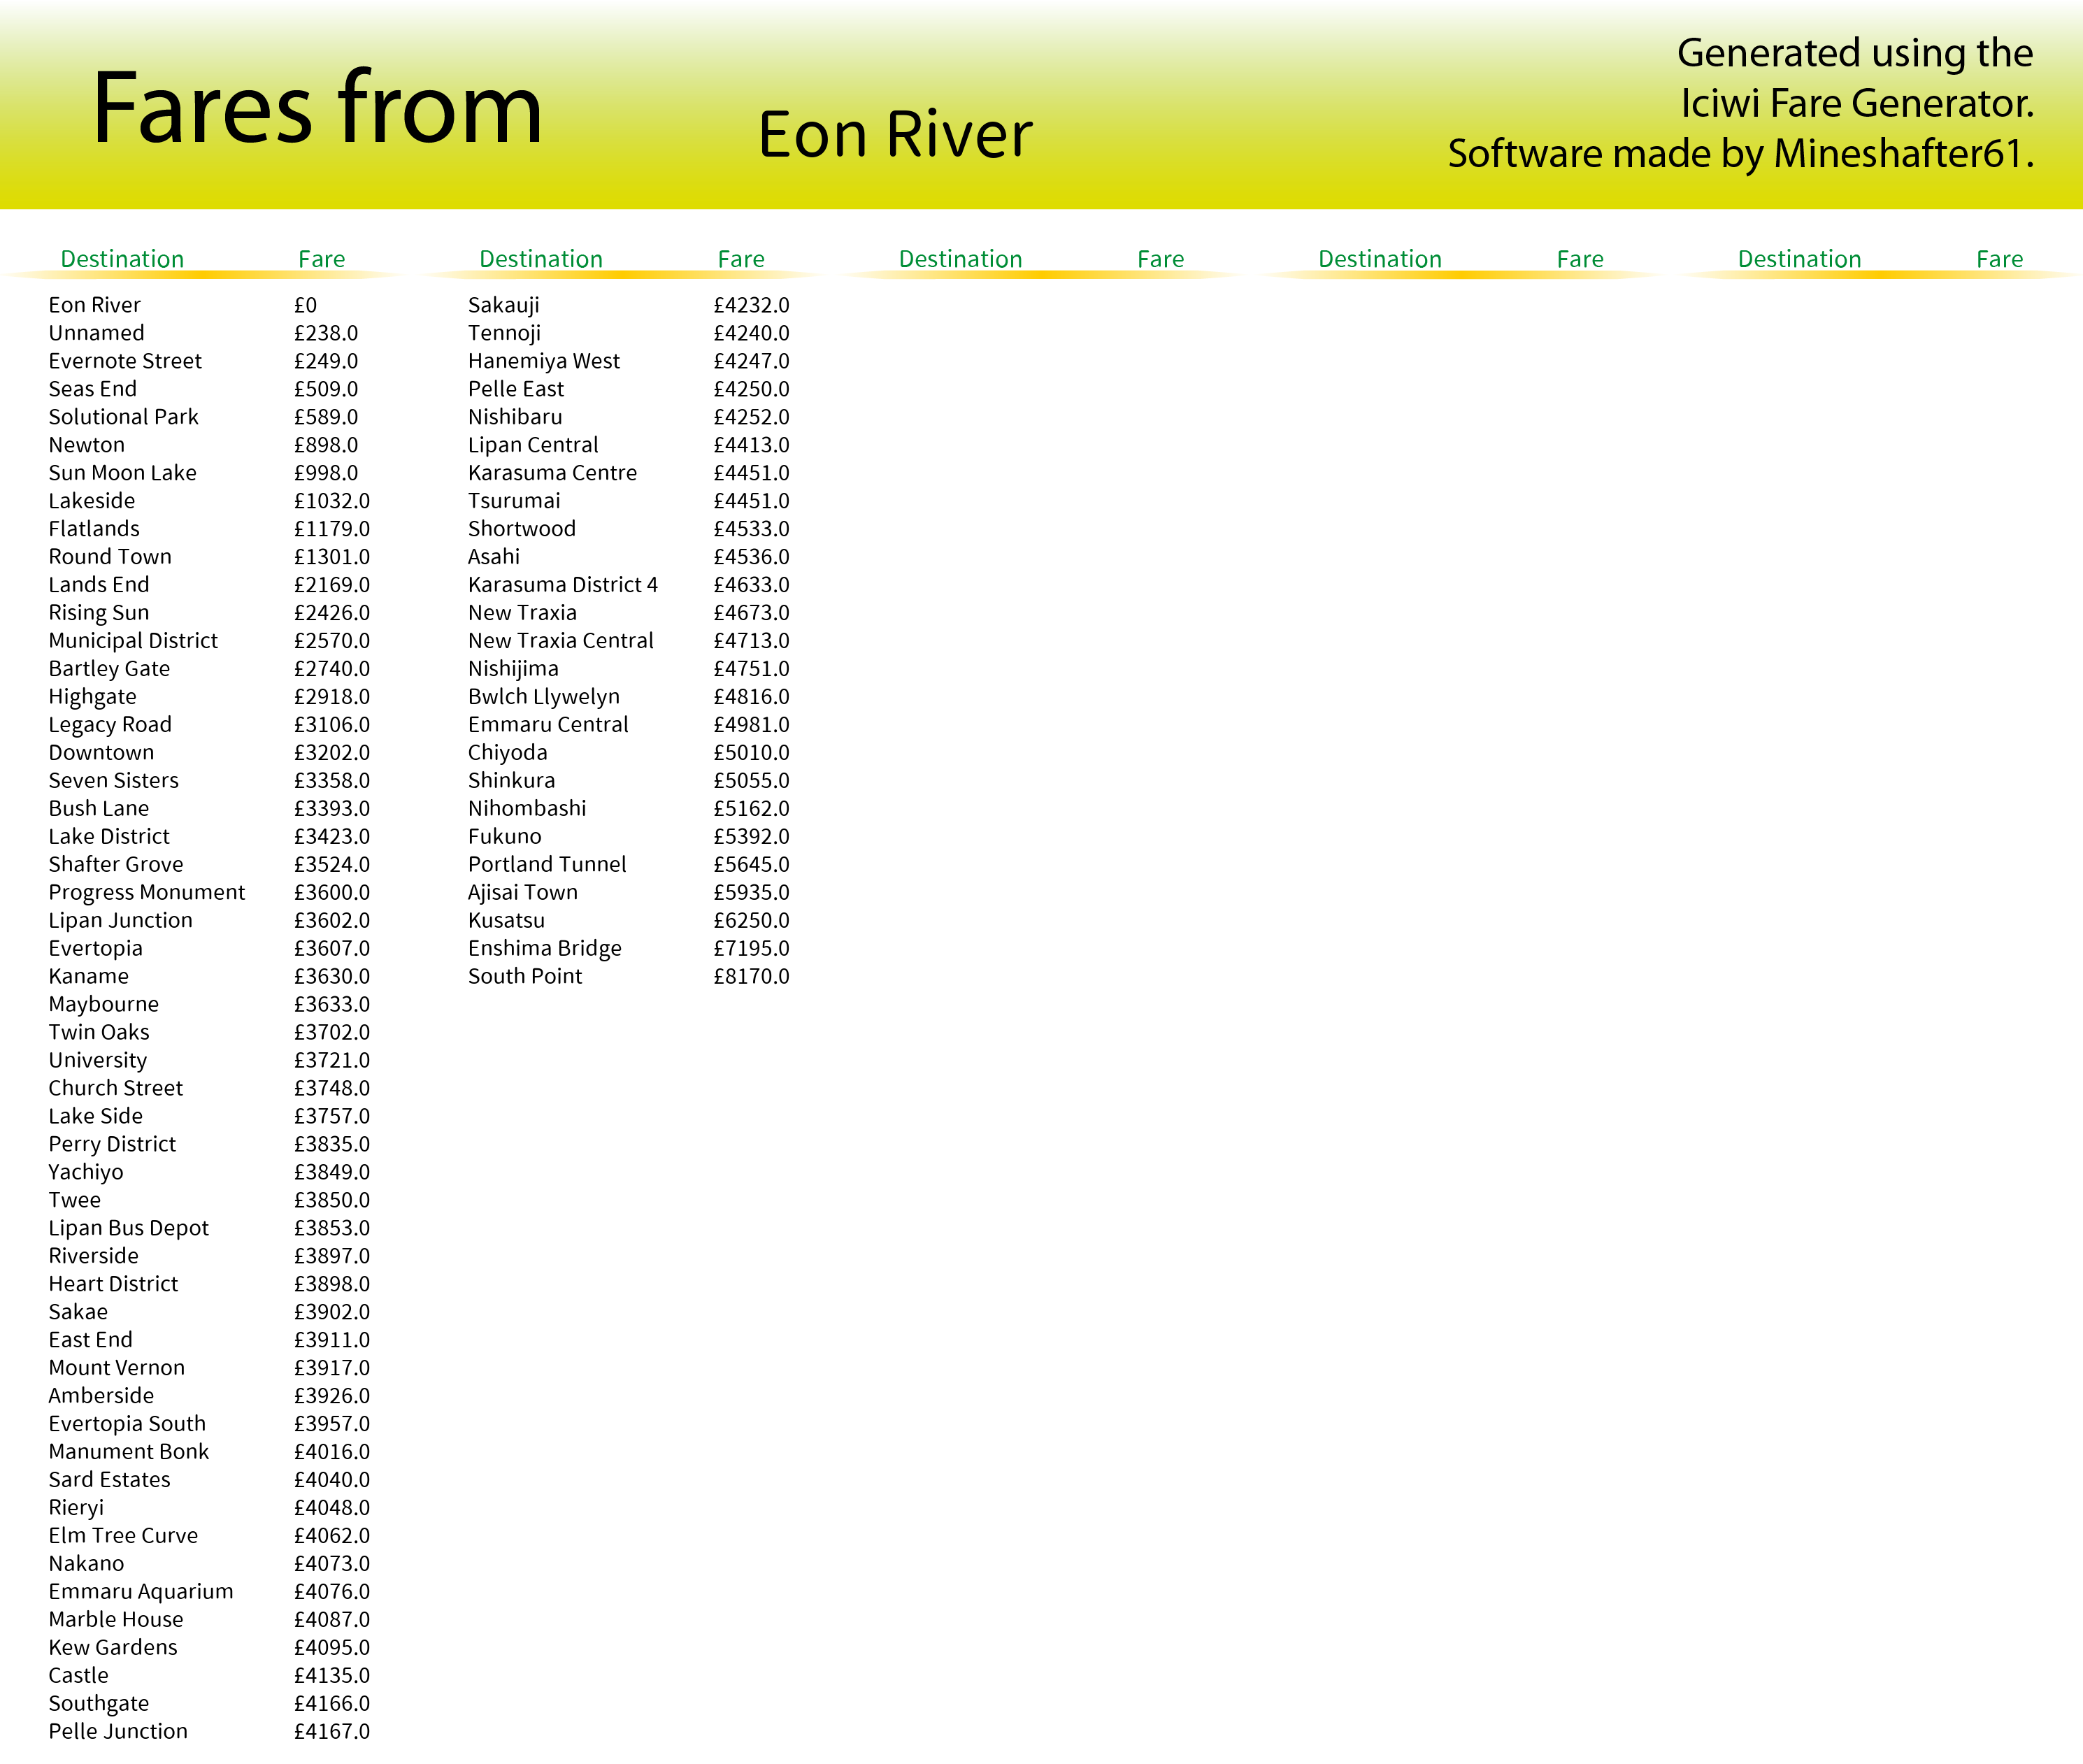 Fares from
Eon River
Generated using the
Iciwi Fare Generator.
Software made by Mineshafter61.
Destination Fare
Eon River £0
Unnamed £238.0
Evernote Street £249.0
Seas End £509.0
Solutional Park £589.0
Newton £898.0
Sun Moon Lake £998.0
Lakeside £1032.0
Flatlands £1179.0
Round Town £1301.0
Lands End £2169.0
Rising Sun £2426.0
Municipal District £2570.0
Bartley Gate £2740.0
Highgate £2918.0
Legacy Road £3106.0
Downtown £3202.0
Seven Sisters £3358.0
Bush Lane £3393.0
Lake District £3423.0
Shafter Grove £3524.0
Progress Monument £3600.0
Lipan Junction £3602.0
Evertopia £3607.0
Kaname £3630.0
Maybourne £3633.0
Twin Oaks £3702.0
University £3721.0
Church Street £3748.0
Lake Side £3757.0
Perry District £3835.0
Yachiyo £3849.0
Twee £3850.0
Lipan Bus Depot £3853.0
Riverside £3897.0
Heart District £3898.0
Sakae £3902.0
East End £3911.0
Mount Vernon £3917.0
Amberside £3926.0
Evertopia South £3957.0
Manument Bonk £4016.0
Sard Estates £4040.0
Rieryi £4048.0
Elm Tree Curve £4062.0
Nakano £4073.0
Emmaru Aquarium £4076.0
Marble House £4087.0
Kew Gardens £4095.0
Castle £4135.0
Southgate £4166.0
Pelle Junction £4167.0
Destination Fare
Sakauji £4232.0
Tennoji £4240.0
Hanemiya West £4247.0
Pelle East £4250.0
Nishibaru £4252.0
Lipan Central £4413.0
Karasuma Centre £4451.0
Tsurumai £4451.0
Shortwood £4533.0
Asahi £4536.0
Karasuma District 4 £4633.0
New Traxia £4673.0
New Traxia Central £4713.0
Nishijima £4751.0
Bwlch Llywelyn £4816.0
Emmaru Central £4981.0
Chiyoda £5010.0
Shinkura £5055.0
Nihombashi £5162.0
Fukuno £5392.0
Portland Tunnel £5645.0
Ajisai Town £5935.0
Kusatsu £6250.0
Enshima Bridge £7195.0
South Point £8170.0
Destination Fare
Destination Fare
Destination Fare